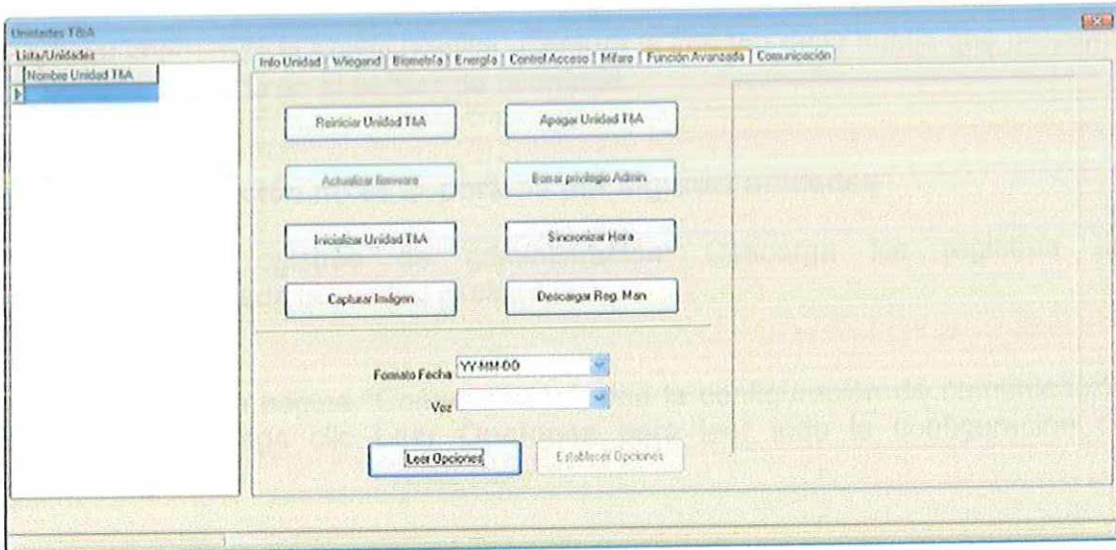 Unidades T&A
Lista/Unidades
Nombre Unidad T&A
Info Unidad Wiegand Biometría Energía Control Acceso Mifare Función Avanzada Comunicación
Reiniciar Unidad T&A Apagar Unidad T&A
Actualizar firmware Borrar privilegio Admin
Inicializar Unidad T&A Sincronizar Hora
Capturar Imágen Descargar Reg. Man
Formato Fecha YY-MM-DD
Voz
Leer Opciones Establecer Opciones